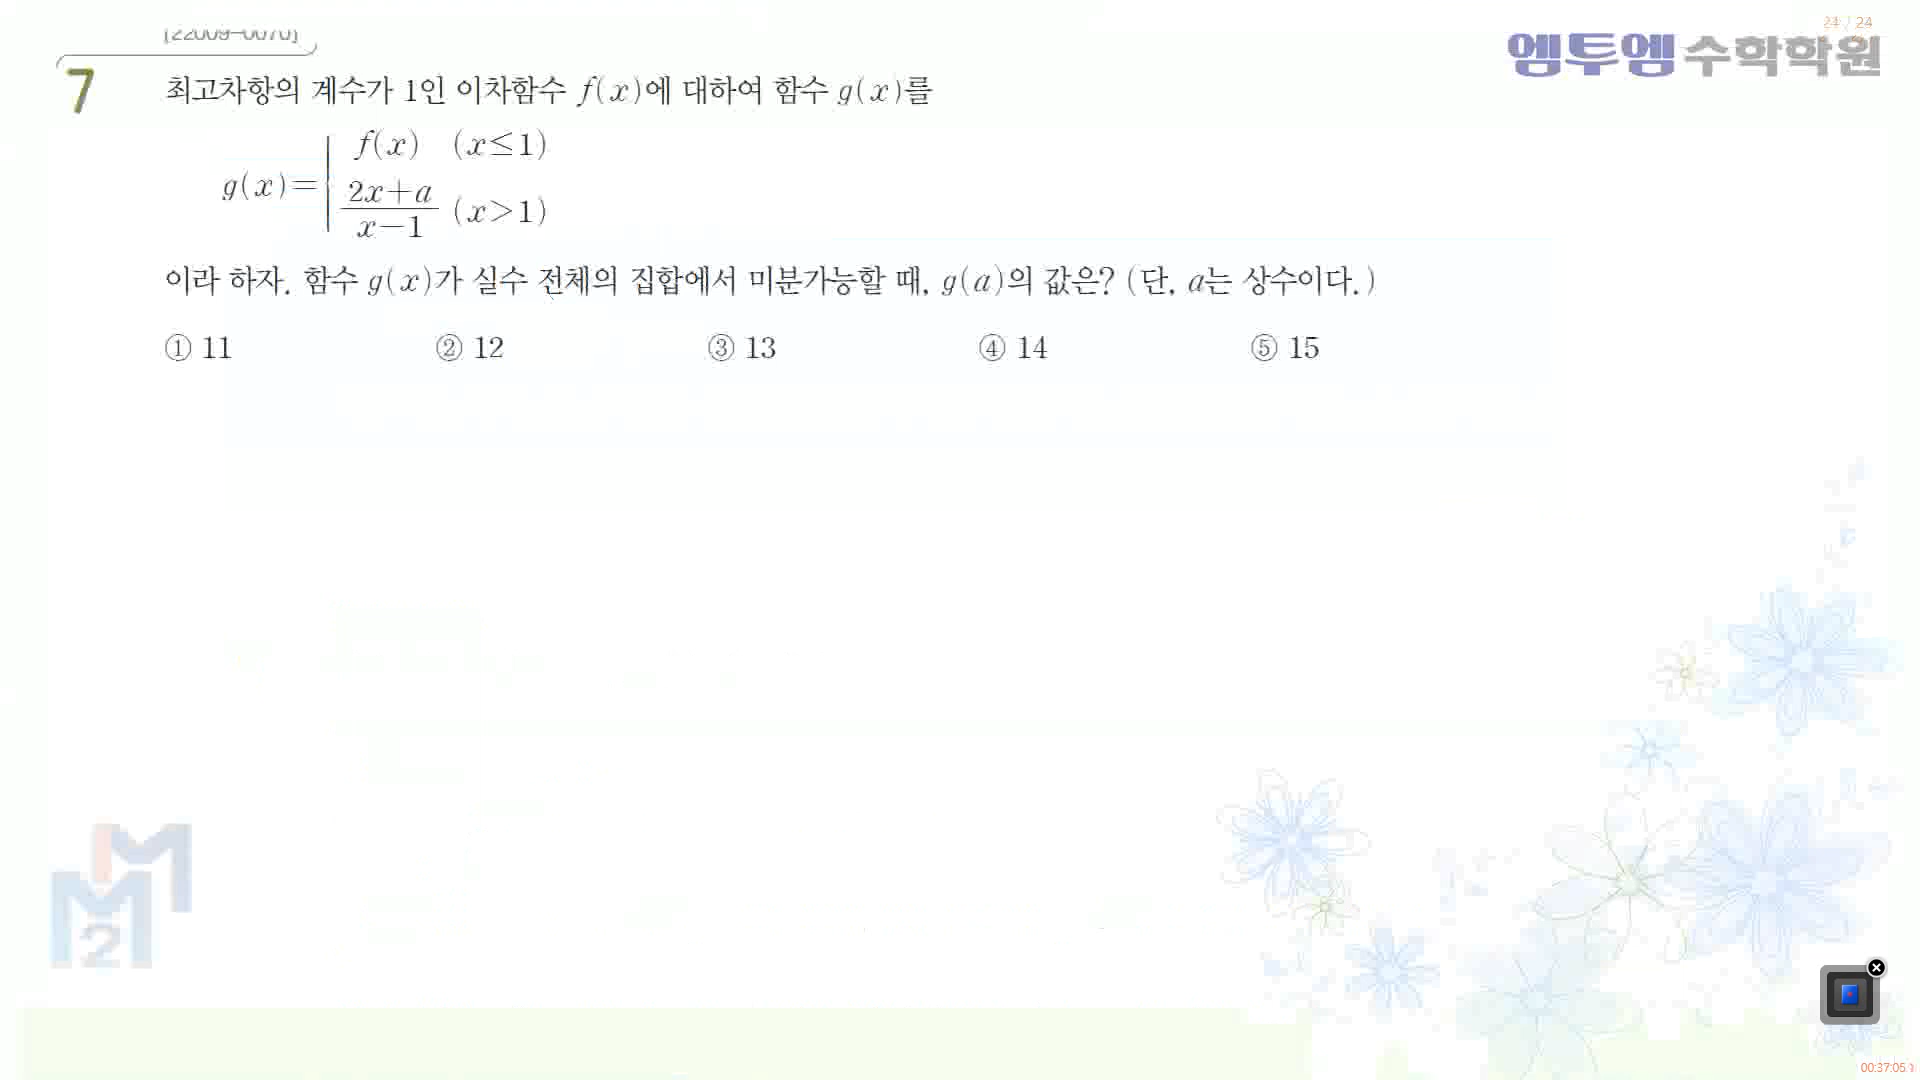 24 / 24
[22009-0070]
엠투엠수학학원
7 최고차항의 계수가 1인 이차함수 f(x)에 대하여 함수 g(x)를
g(x)={ f(x) (x≤1)
(2x+a)/(x-1) (x>1)
이라 하자. 함수 g(x)가 실수 전체의 집합에서 미분가능할 때, g(a)의 값은? (단, a는 상수이다.)
① 11 ② 12 ③ 13 ④ 14 ⑤ 15
M
M
2
00:37:05